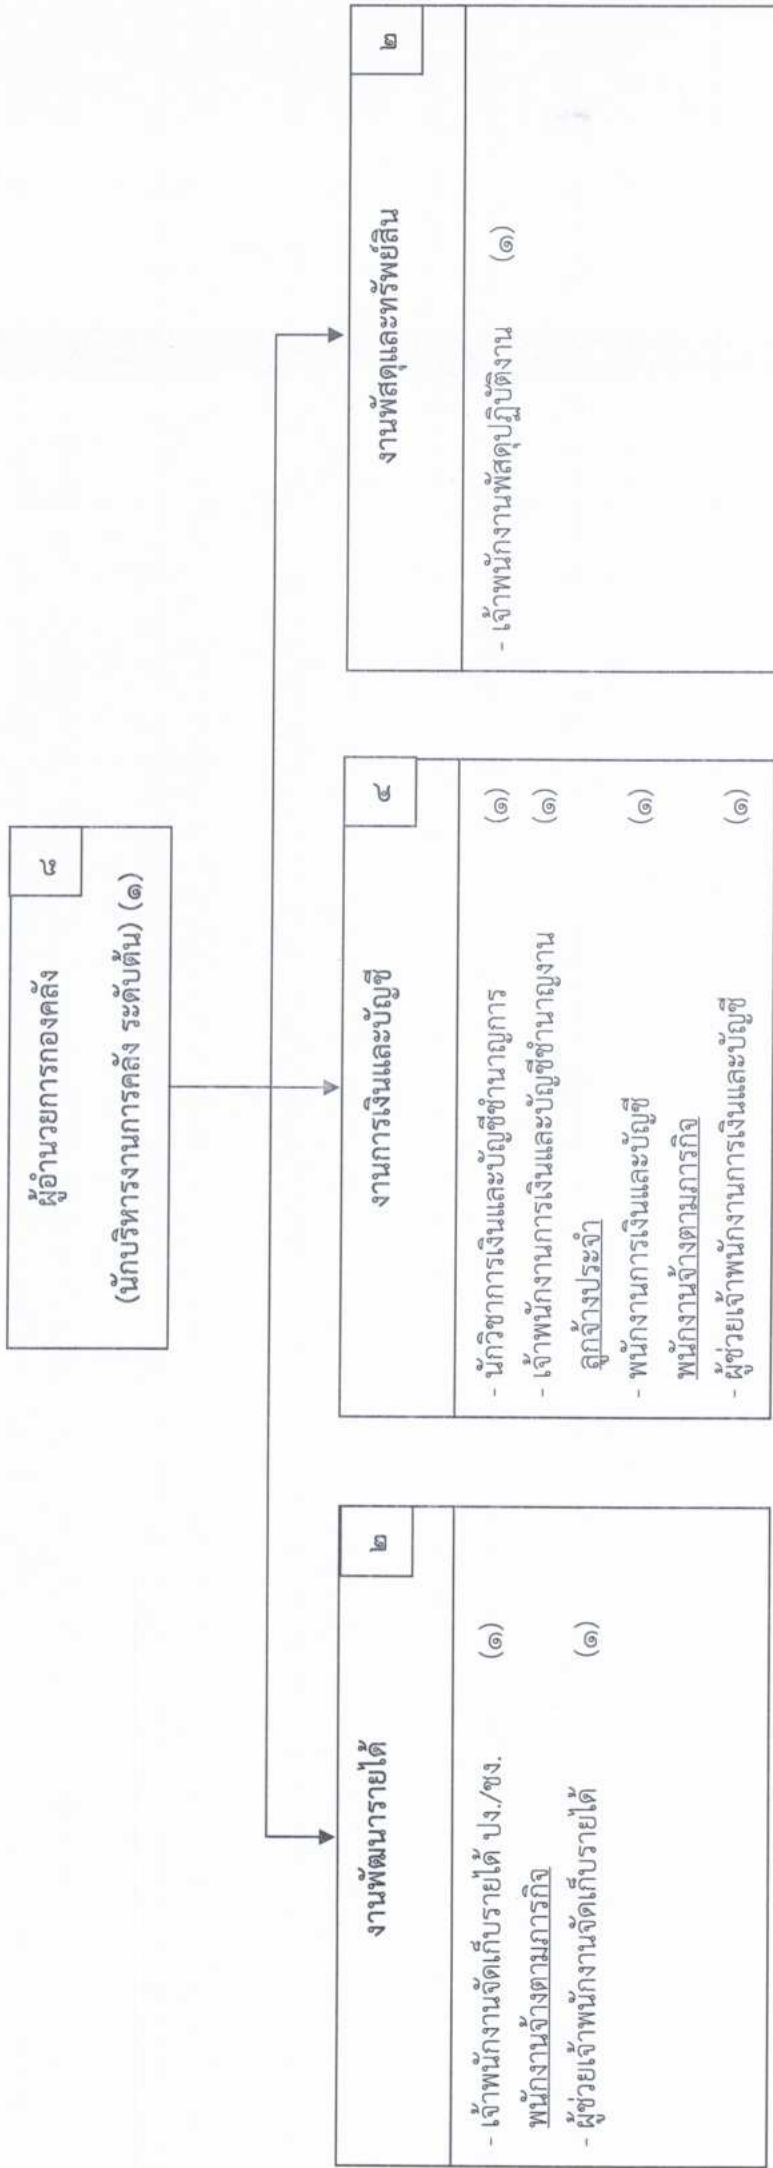 ผู้อำนวยการกองคลัง
๘
(นักบริหารงานการคลัง ระดับต้น) (๑)
งานพัฒนารายได้
๒
- เจ้าพนักงานจัดเก็บรายได้ ปง./ชง. (๑)
พนักงานจ้างตามภารกิจ
- ผู้ช่วยเจ้าพนักงานจัดเก็บรายได้ (๑)
งานการเงินและบัญชี
๔
- นักวิชาการเงินและบัญชีชำนาญการ (๑)
- เจ้าพนักงานการเงินและบัญชีชำนาญงาน (๑)
ลูกจ้างประจำ
- พนักงานการเงินและบัญชี (๑)
พนักงานจ้างตามภารกิจ
- ผู้ช่วยเจ้าพนักงานการเงินและบัญชี (๑)
งานพัสดุและทรัพย์สิน
๒
- เจ้าพนักงานพัสดุปฏิบัติงาน (๑)